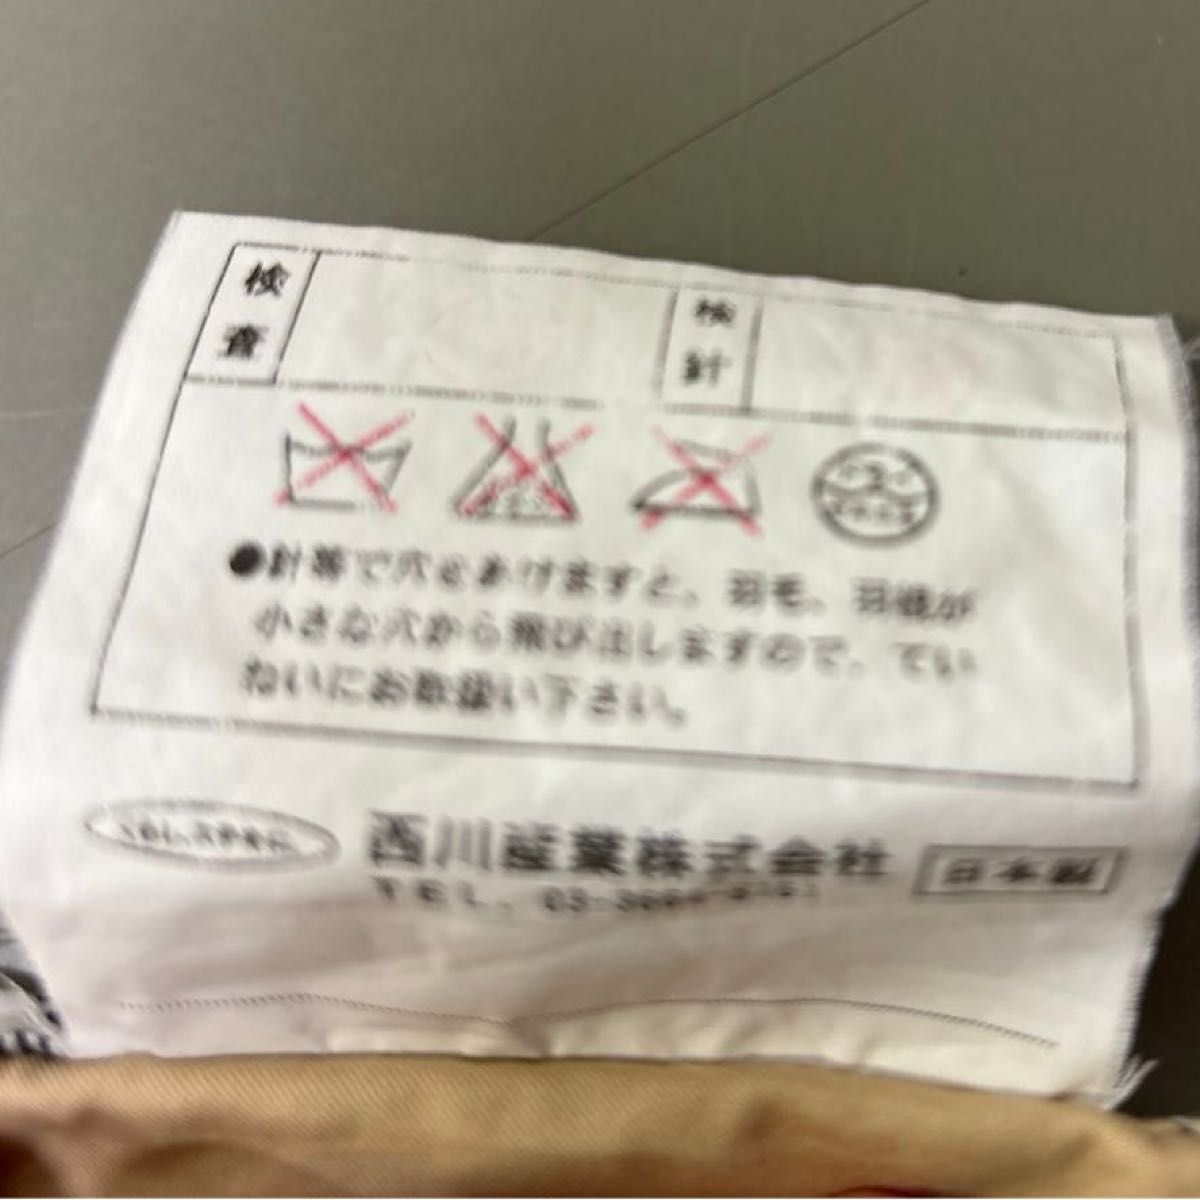 検査
検針
●針等で穴をあけますと、羽毛、羽根が
小さな穴から飛び出しますので、てい
ねいにお取扱い下さい。
西川産業株式会社
日本製
TEL.